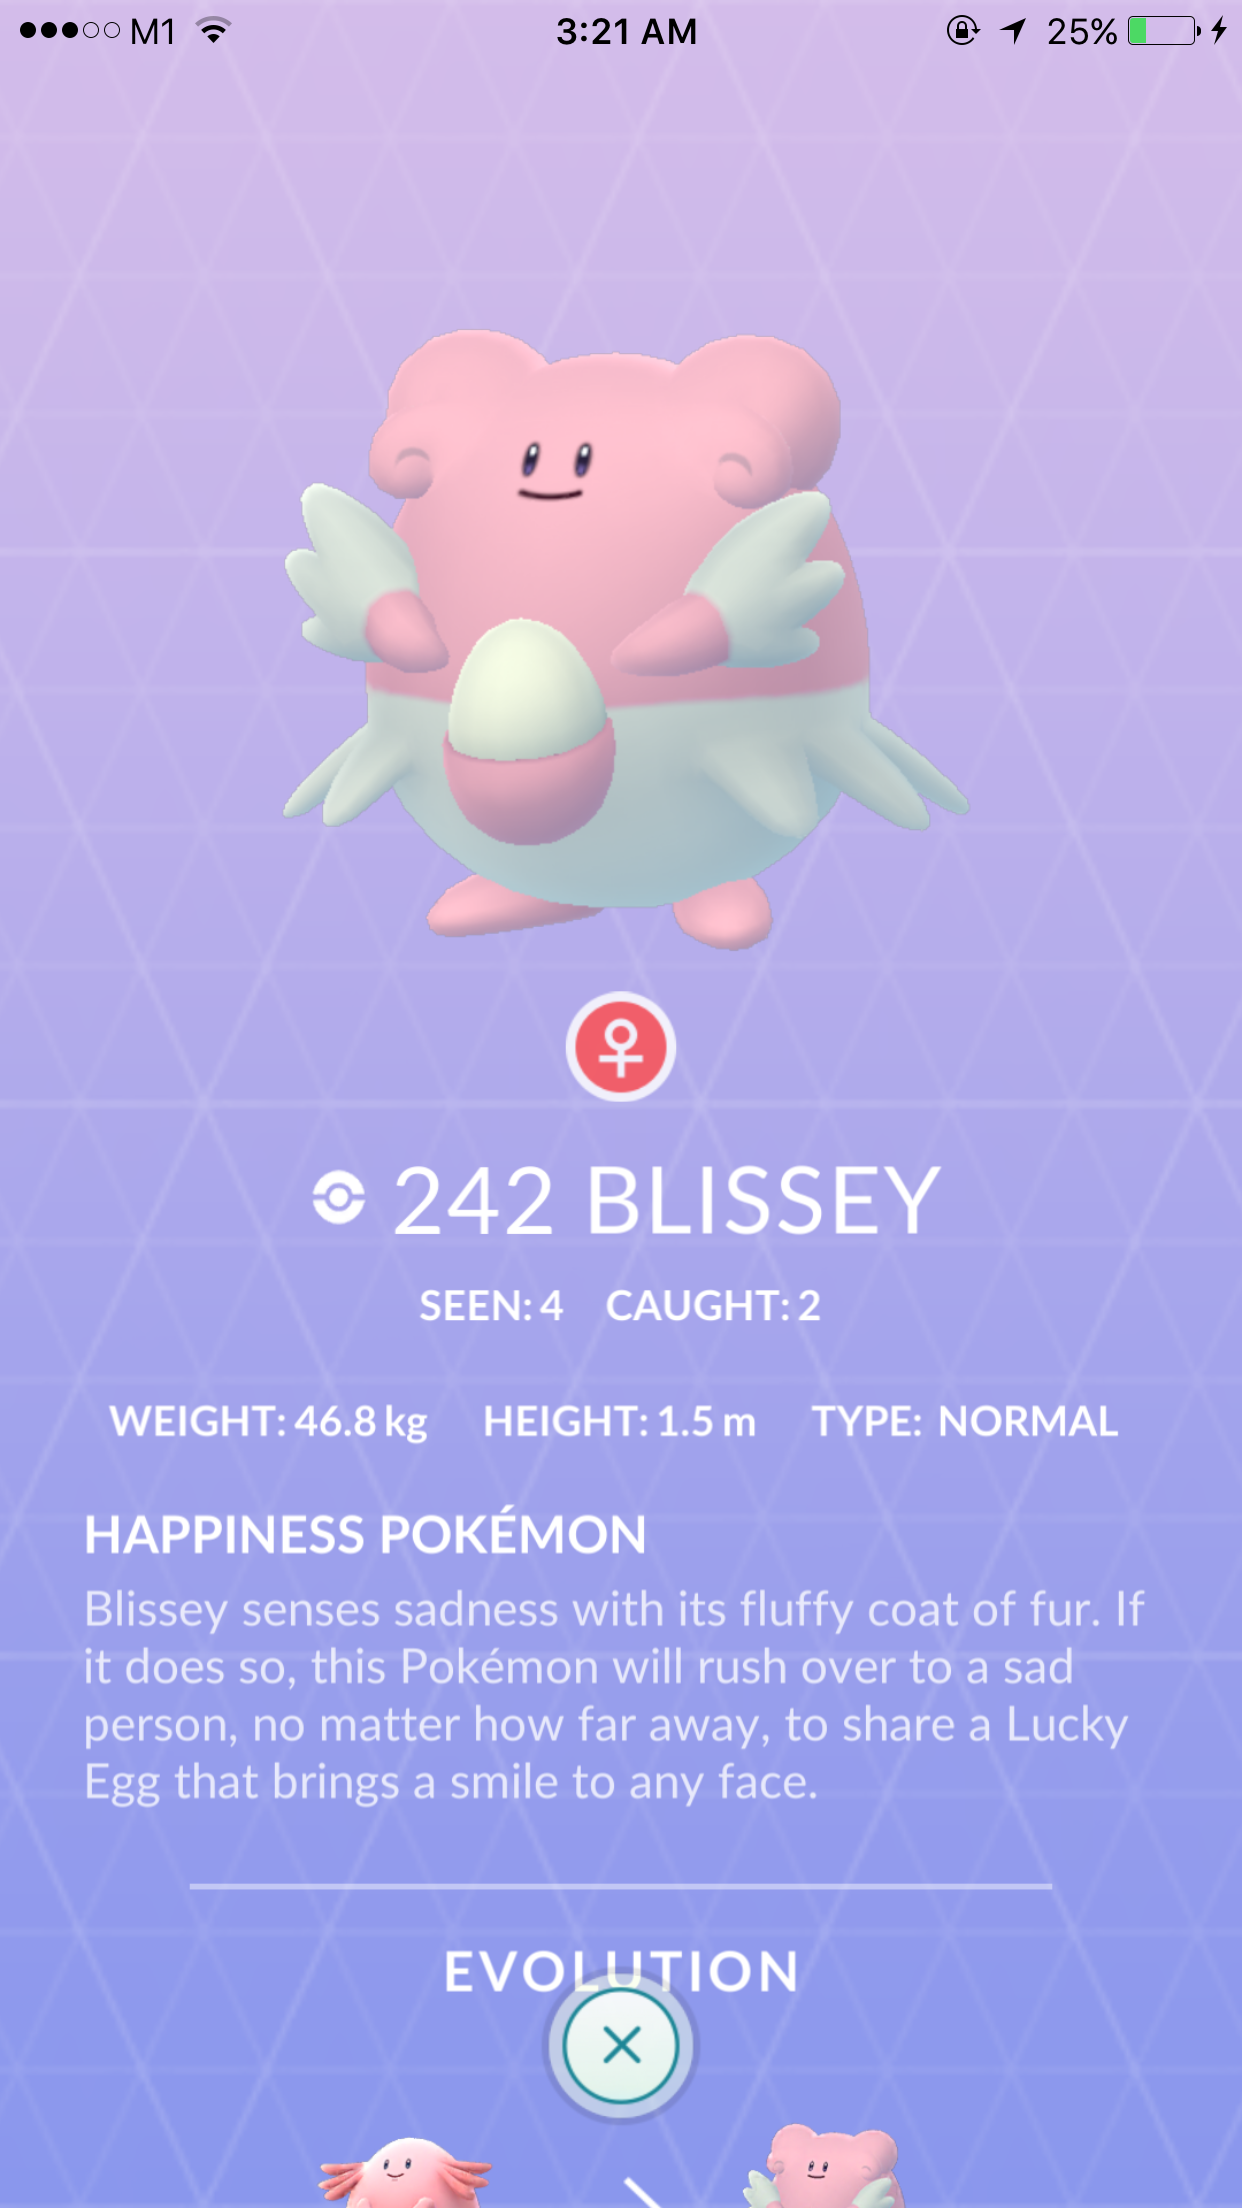 M1 3:21 AM 25%
242 BLISSEY
SEEN: 4 CAUGHT: 2
WEIGHT: 46.8 kg HEIGHT: 1.5 m TYPE: NORMAL
HAPPINESS POKÉMON
Blissey senses sadness with its fluffy coat of fur. If
it does so, this Pokémon will rush over to a sad
person, no matter how far away, to share a Lucky
Egg that brings a smile to any face.
EVOLUTION